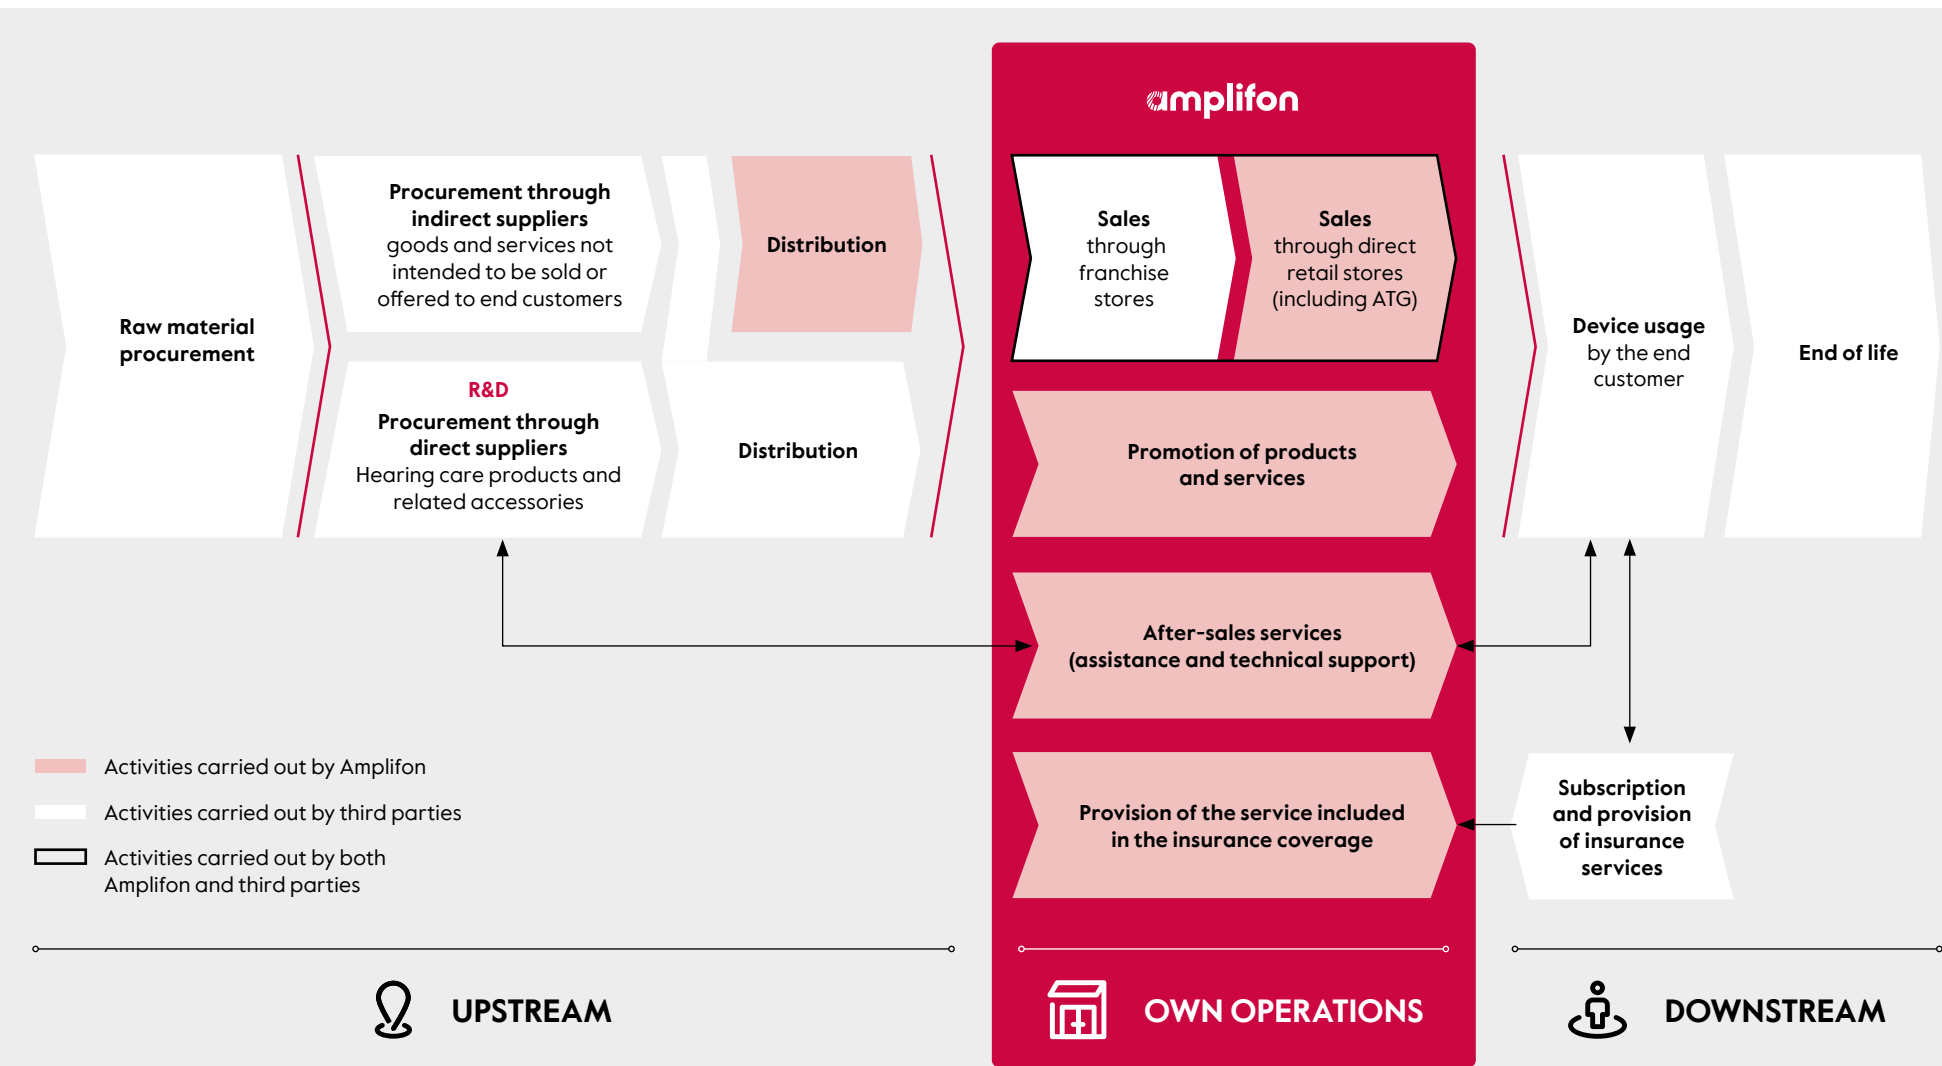 amplifon
Raw material
procurement
Procurement through
indirect suppliers
goods and services not
intended to be sold or
offered to end customers
Distribution
R&D
Procurement through
direct suppliers
Hearing care products and
related accessories
Distribution
Sales
through
franchise
stores
Sales
through direct
retail stores
(including ATG)
Promotion of products
and services
After-sales services
(assistance and technical support)
Provision of the service included
in the insurance coverage
Device usage
by the end
customer
End of life
Subscription
and provision
of insurance
services
Activities carried out by Amplifon
Activities carried out by third parties
Activities carried out by both
Amplifon and third parties
UPSTREAM
OWN OPERATIONS
DOWNSTREAM